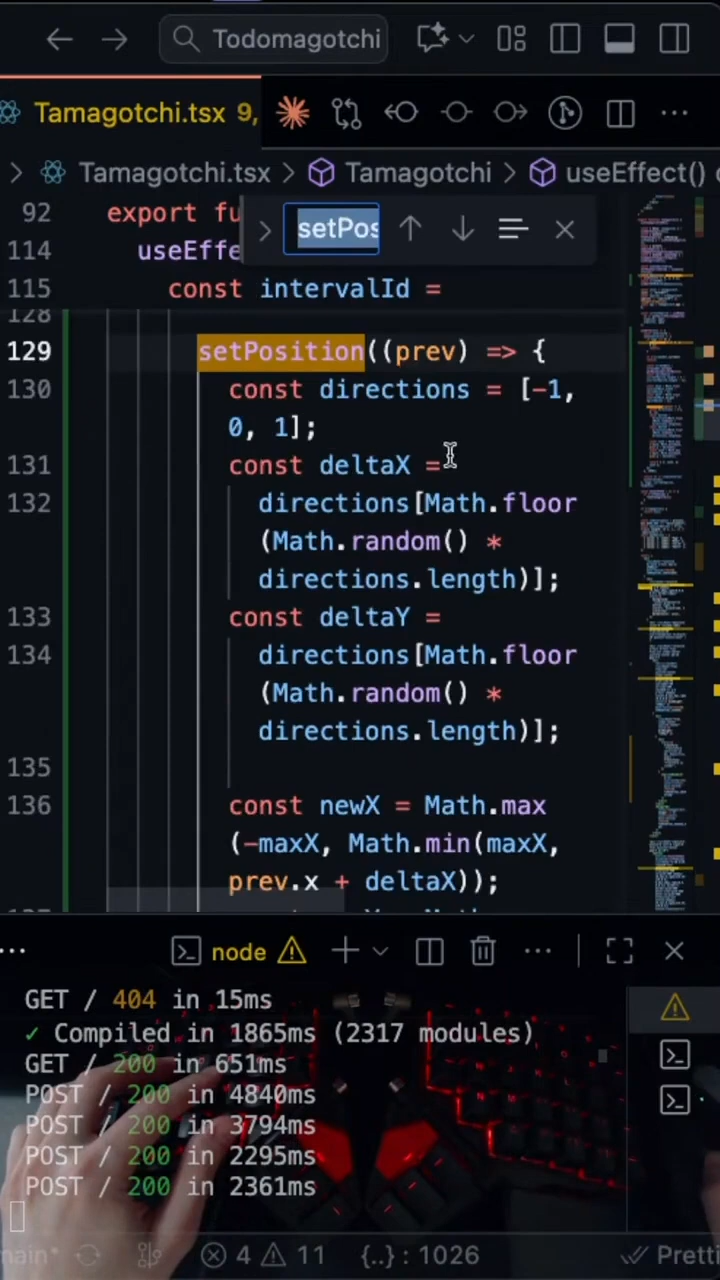 Todomagotchi
Tamagotchi.tsx 9,
Tamagotchi.tsx > Tamagotchi > useEffect()
92 export fu
setPos
114 useEffe
115 const intervalId =
128
129 setPosition((prev) => {
130 const directions = [-1,
0, 1];
131 const deltaX =
132 directions[Math.floor
(Math.random() *
directions.length)];
133 const deltaY =
134 directions[Math.floor
(Math.random() *
directions.length)];
135
136 const newX = Math.max
(-maxX, Math.min(maxX,
prev.x + deltaX));
node
GET / 404 in 15ms
✓ Compiled in 1865ms (2317 modules)
GET / 200 in 651ms
POST / 200 in 4840ms
POST / 200 in 3794ms
POST / 200 in 2295ms
POST / 200 in 2361ms
main* 4 11 {..} : 1026 Pretti